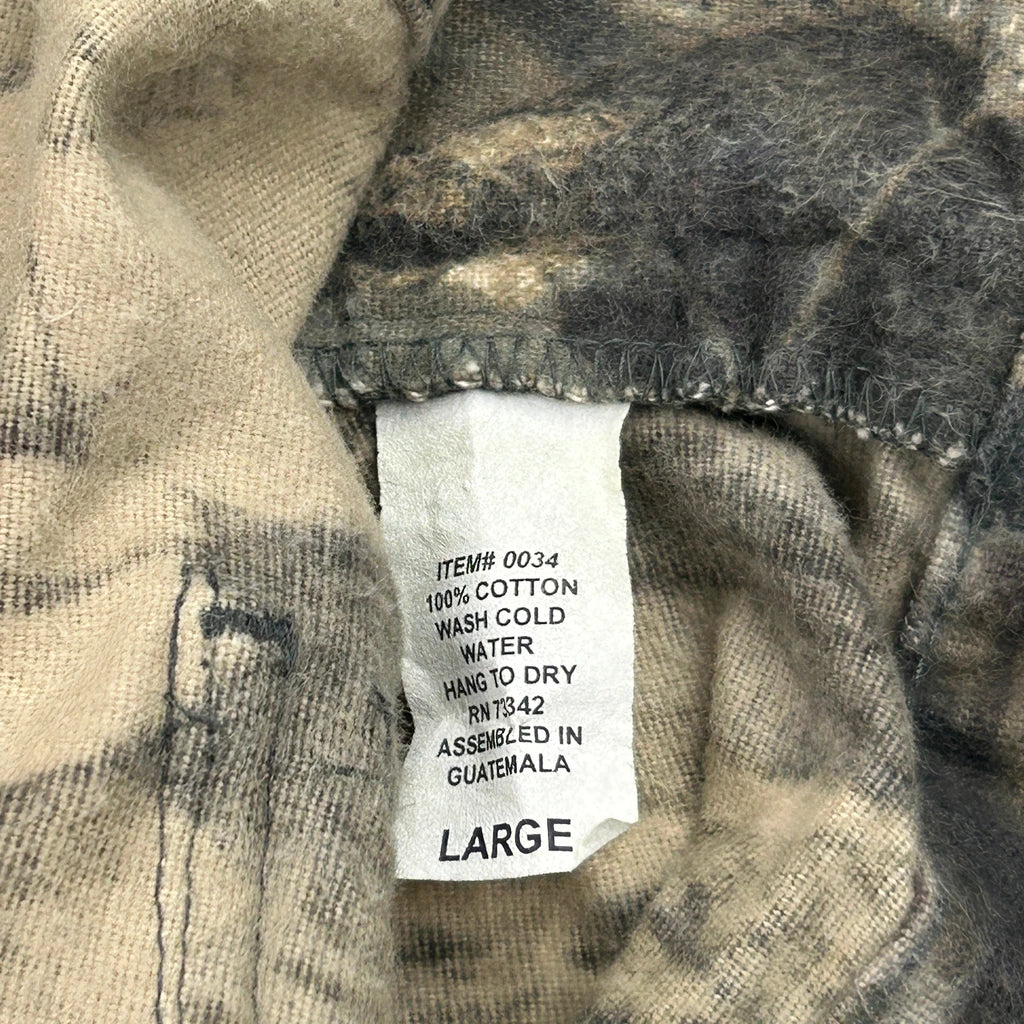 ITEM# 0034
100% COTTON
WASH COLD
WATER
HANG TO DRY
RN 73342
ASSEMBLED IN
GUATEMALA
LARGE